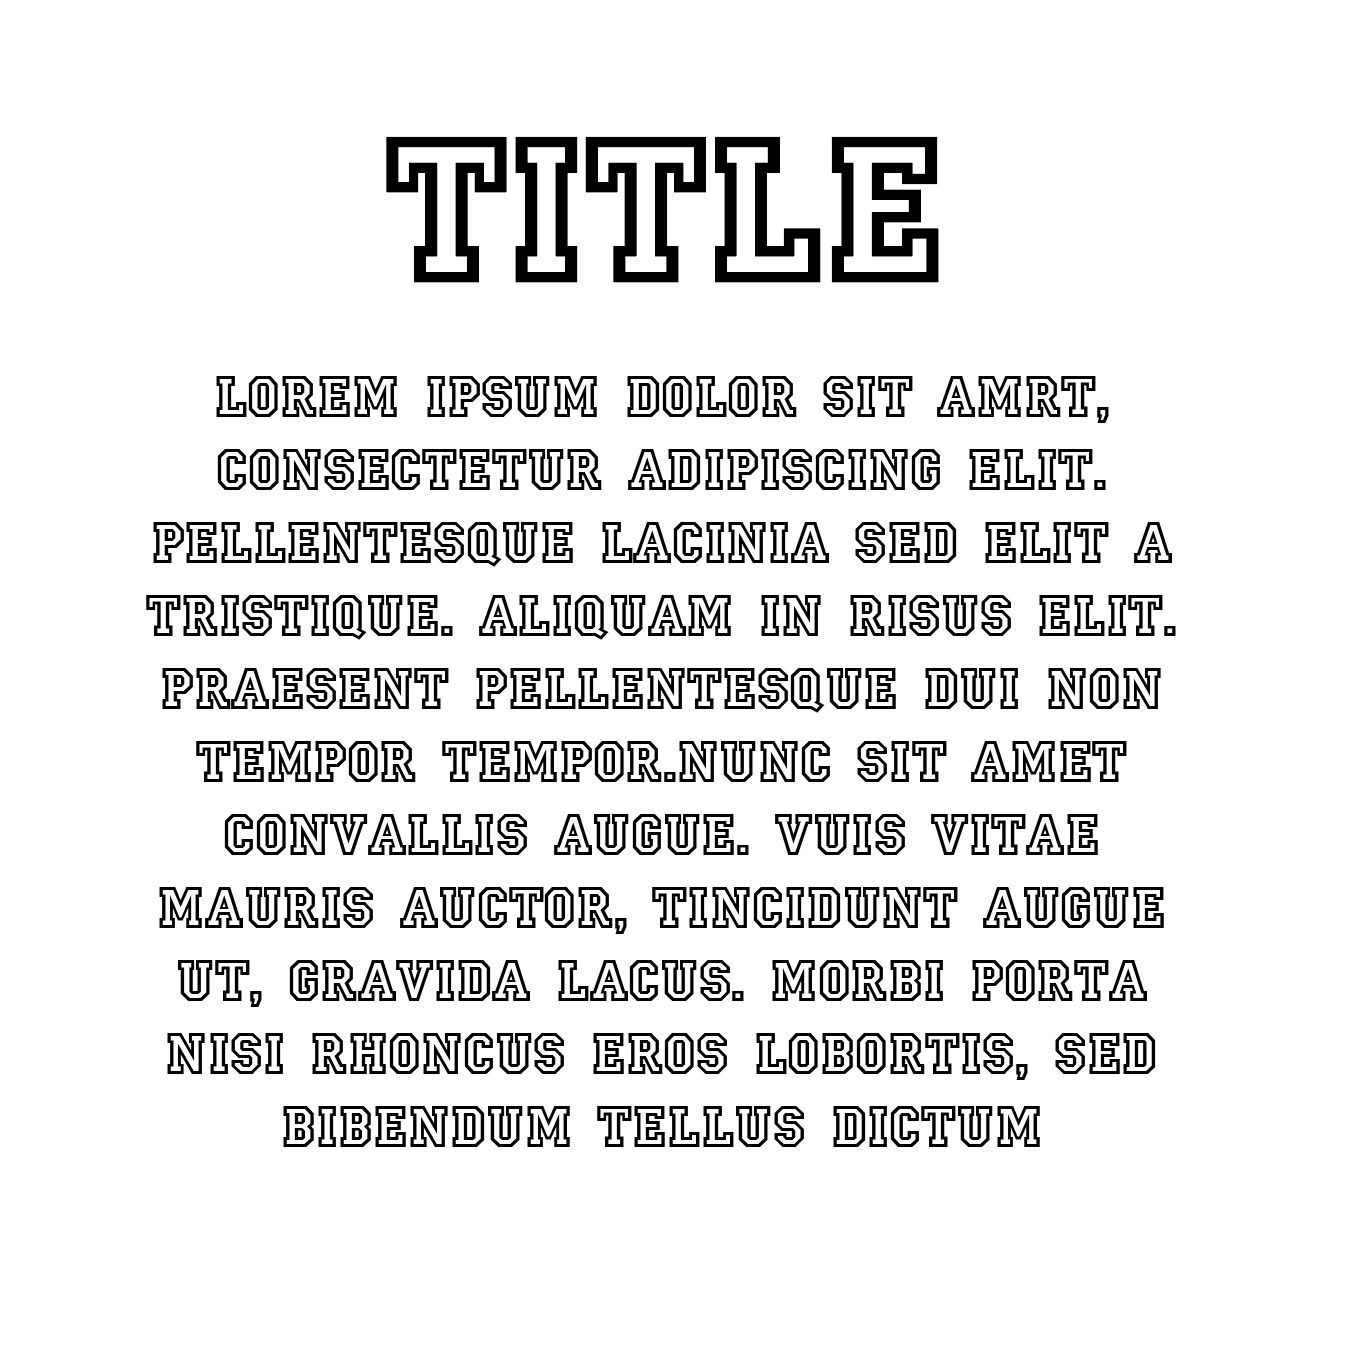 TITLE
LOREM IPSUM DOLOR SIT AMRT,
CONSECTETUR ADIPISCING ELIT.
PELLENTESQUE LACINIA SED ELIT A
TRISTIQUE. ALIQUAM IN RISUS ELIT.
PRAESENT PELLENTESQUE DUI NON
TEMPOR TEMPOR.NUNC SIT AMET
CONVALLIS AUGUE. VUIS VITAE
MAURIS AUCTOR, TINCIDUNT AUGUE
UT, GRAVIDA LACUS. MORBI PORTA
NISI RHONCUS EROS LOBORTIS, SED
BIBENDUM TELLUS DICTUM